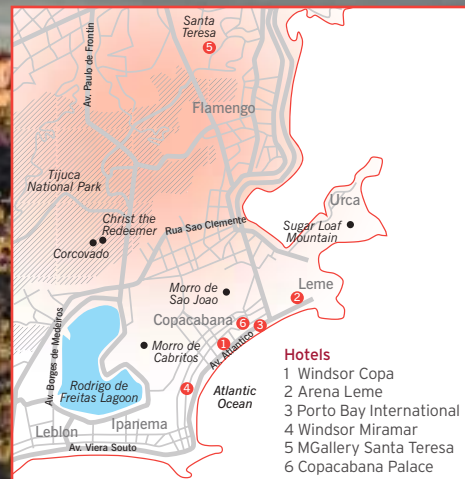 Santa
Teresa
5
Av. Paulo de Frontin
Flamengo
Tijuca
National Park
Urca
Christ the
Redeemer
Rua Sao Clemente
Sugar Loaf
Mountain
Corcovado
Morro de
Sao Joao
Leme
2
Av. Borges de Medeiros
Copacabana
6
3
1
Av. Atlantico
Morro de
Cabritos
Rodrigo de
Freitas Lagoon
4
Atlantic
Ocean
Ipanema
Leblon
Av. Viera Souto
Hotels
1 Windsor Copa
2 Arena Leme
3 Porto Bay International
4 Windsor Miramar
5 MGallery Santa Teresa
6 Copacabana Palace